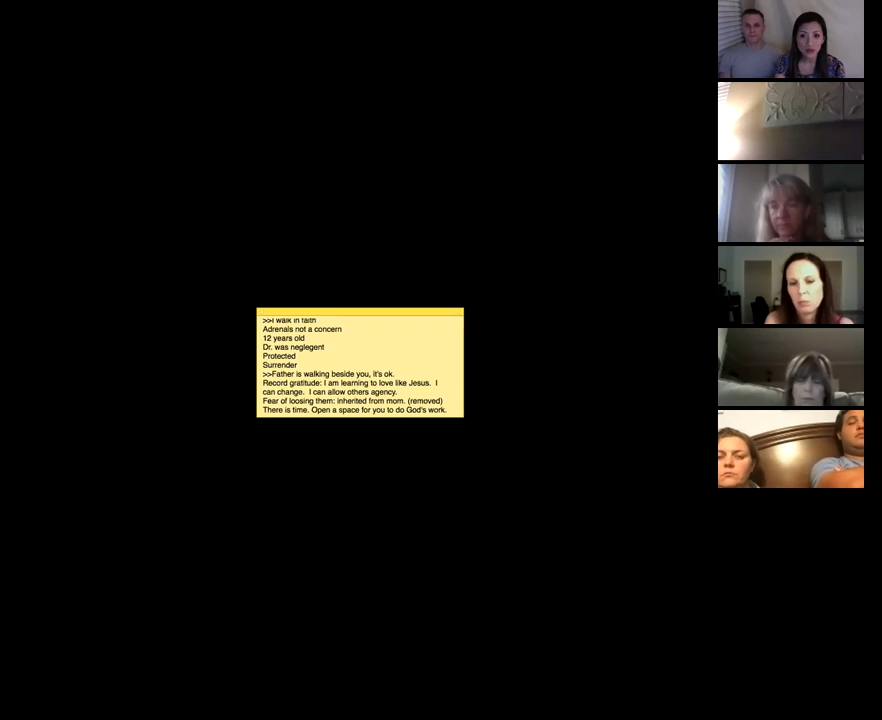 >>I walk in faith
Adrenals not a concern
12 years old
Dr. was neglegent
Protected
Surrender
>>Father is walking beside you, it's ok.
Record gratitude: I am learning to love like Jesus.  I
can change.  I can allow others agency.
Fear of loosing them: inherited from mom. (removed)
There is time. Open a space for you to do God's work.